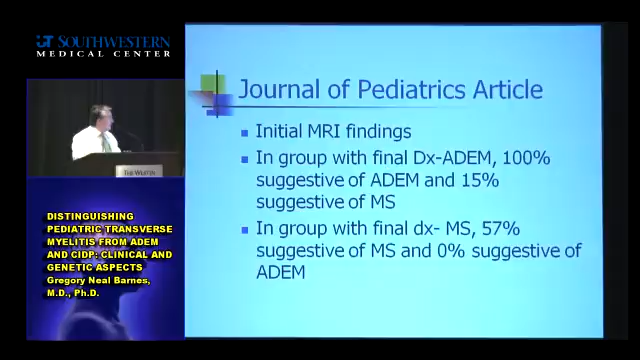 UT SOUTHWESTERN
MEDICAL CENTER
THE WESTIN
DISTINGUISHING
PEDIATRIC TRANSVERSE
MYELITIS FROM ADEM
AND CIDP: CLINICAL AND
GENETIC ASPECTS
Gregory Neal Barnes,
M.D., Ph.D.
Journal of Pediatrics Article
Initial MRI findings
In group with final Dx-ADEM, 100%
suggestive of ADEM and 15%
suggestive of MS
In group with final dx- MS, 57%
suggestive of MS and 0% suggestive of
ADEM